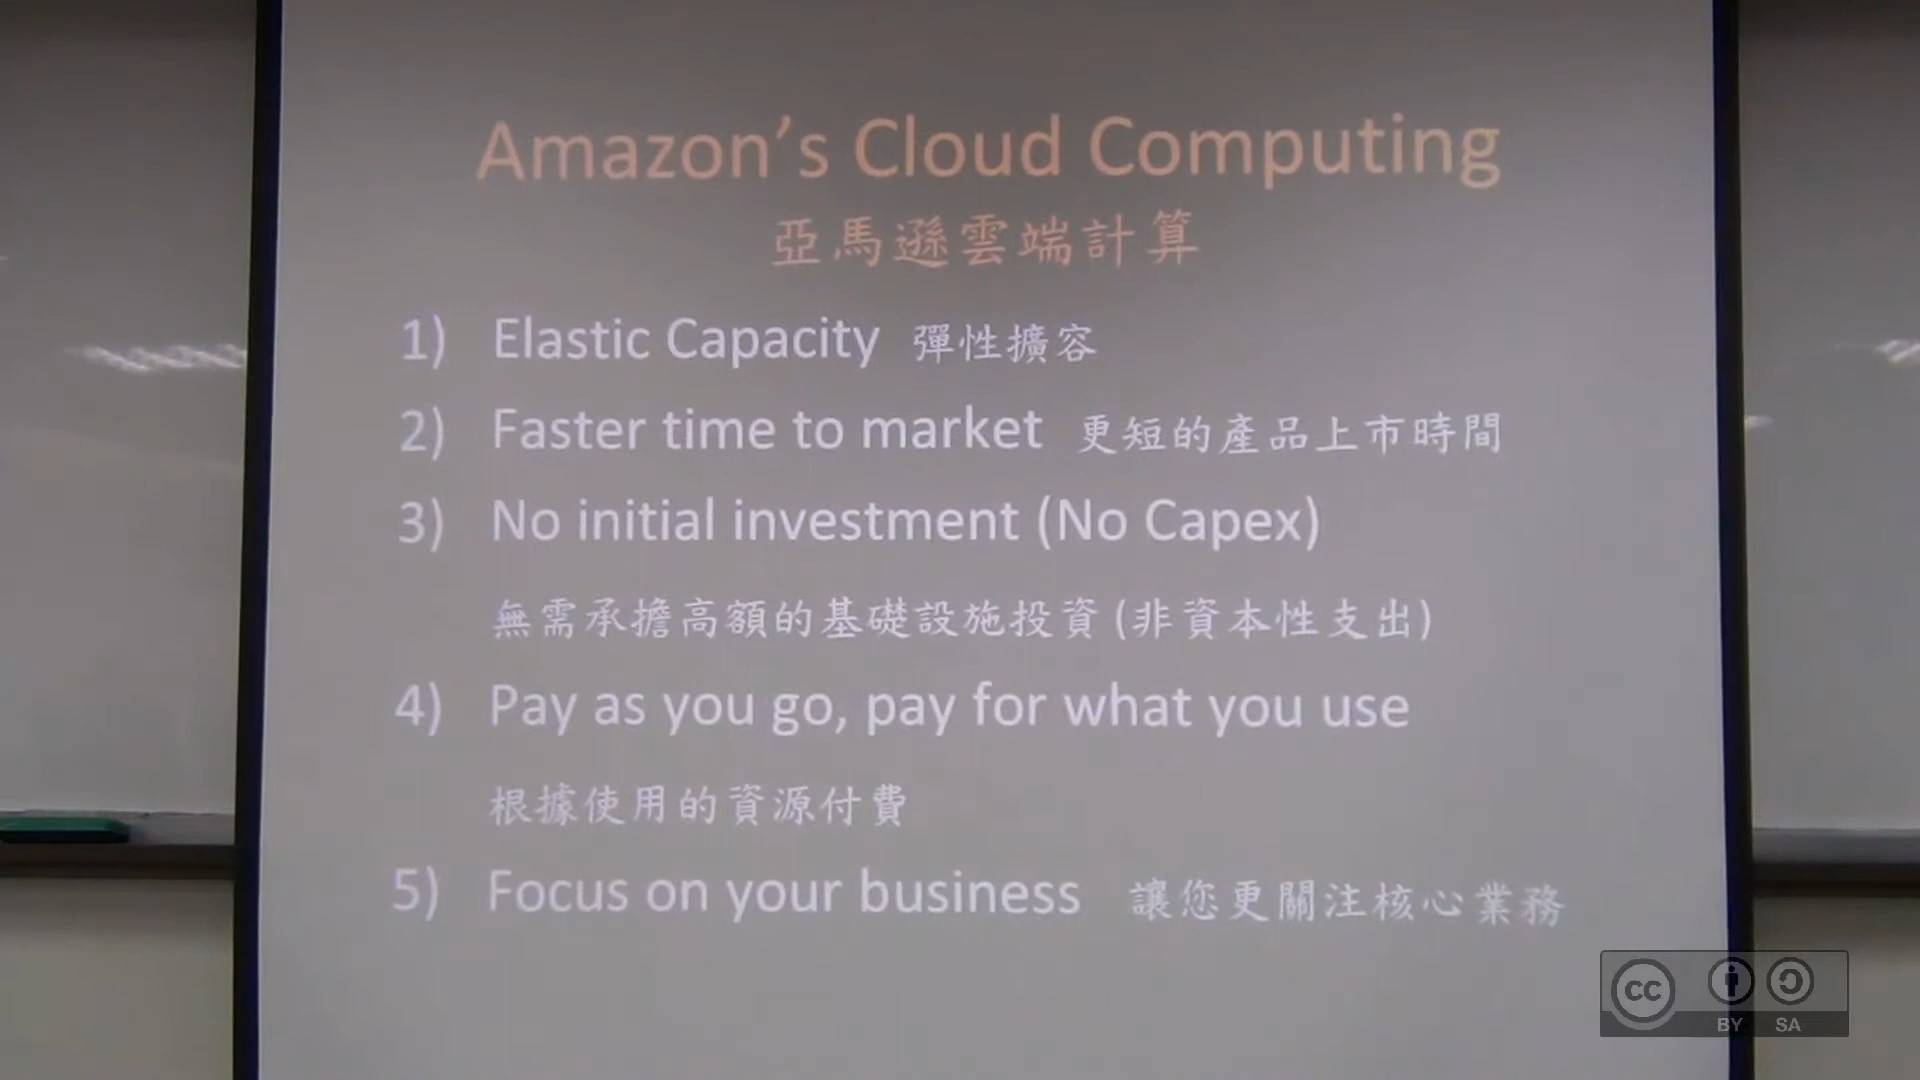 Amazon's Cloud Computing
亞馬遜雲端計算
1) Elastic Capacity 彈性擴容
2) Faster time to market 更短的產品上市時間
3) No initial investment (No Capex)
無需承擔高額的基礎設施投資(非資本性支出)
4) Pay as you go, pay for what you use
根據使用的資源付費
5) Focus on your business 讓您更關注核心業務
cc
BY SA